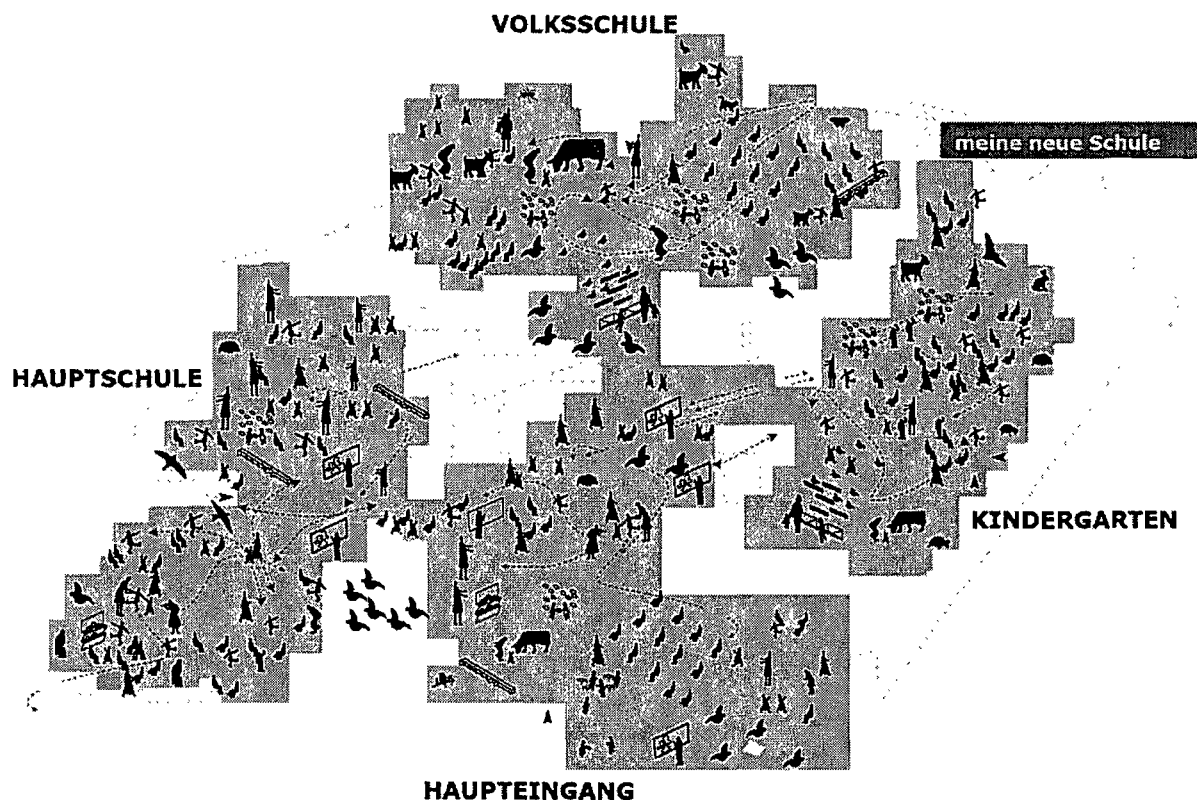 VOLKSSCHULE
meine neue Schule
HAUPTSCHULE
KINDERGARTEN
HAUPTEINGANG